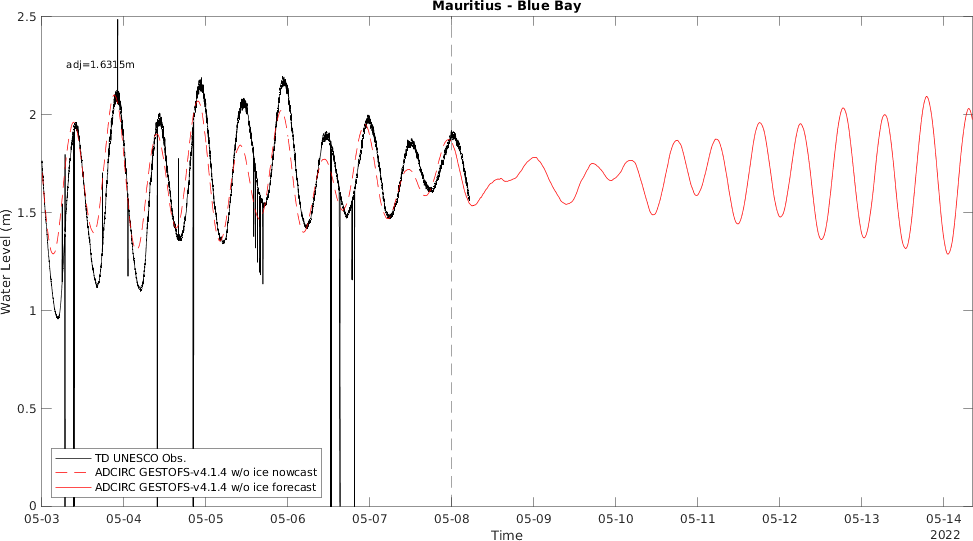 Mauritius - Blue Bay
2.5
adj=1.6315m
2
1.5
1
0.5
0
Water Level (m)
TD UNESCO Obs.
ADCIRC GESTOFS-v4.1.4 w/o ice nowcast
ADCIRC GESTOFS-v4.1.4 w/o ice forecast
05-03 05-04 05-05 05-06 05-07 05-08 05-09 05-10 05-11 05-12 05-13 05-14
Time
2022